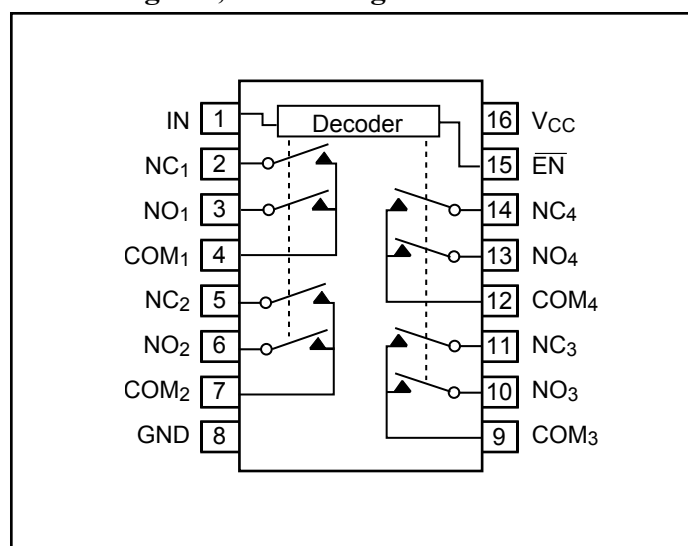 IN 1 Decoder 16 VCC
NC1 2 15 EN
NO1 3 14 NC4
COM1 4 13 NO4
NC2 5 12 COM4
NO2 6 11 NC3
COM2 7 10 NO3
GND 8 9 COM3